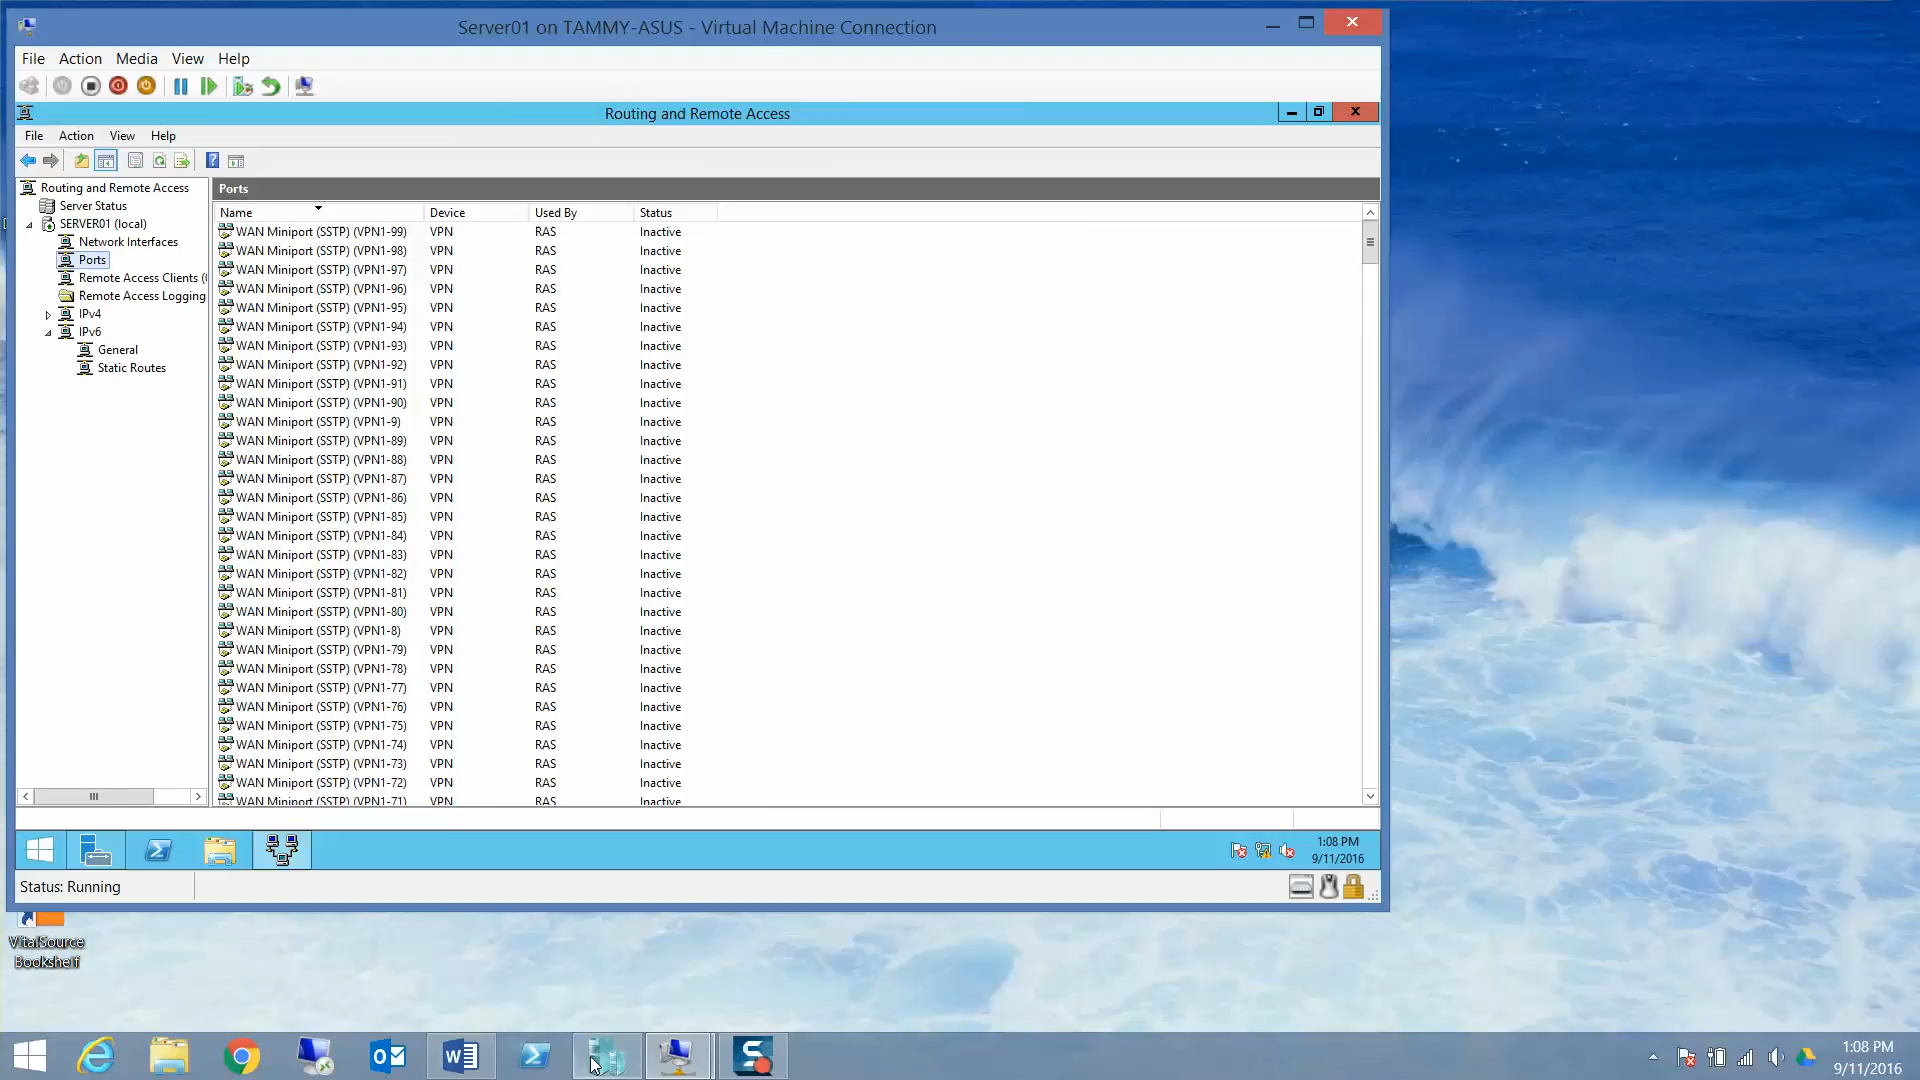 Server01 on TAMMY-ASUS - Virtual Machine Connection
File Action Media View Help
Routing and Remote Access
File Action View Help
Routing and Remote Access
Server Status
SERVER01 (local)
Network Interfaces
Ports
Remote Access Clients (
Remote Access Logging
IPv4
IPv6
General
Static Routes
Ports
Name Device Used By Status
WAN Miniport (SSTP) (VPN1-99) VPN RAS Inactive
WAN Miniport (SSTP) (VPN1-98) VPN RAS Inactive
WAN Miniport (SSTP) (VPN1-97) VPN RAS Inactive
WAN Miniport (SSTP) (VPN1-96) VPN RAS Inactive
WAN Miniport (SSTP) (VPN1-95) VPN RAS Inactive
WAN Miniport (SSTP) (VPN1-94) VPN RAS Inactive
WAN Miniport (SSTP) (VPN1-93) VPN RAS Inactive
WAN Miniport (SSTP) (VPN1-92) VPN RAS Inactive
WAN Miniport (SSTP) (VPN1-91) VPN RAS Inactive
WAN Miniport (SSTP) (VPN1-90) VPN RAS Inactive
WAN Miniport (SSTP) (VPN1-9) VPN RAS Inactive
WAN Miniport (SSTP) (VPN1-89) VPN RAS Inactive
WAN Miniport (SSTP) (VPN1-88) VPN RAS Inactive
WAN Miniport (SSTP) (VPN1-87) VPN RAS Inactive
WAN Miniport (SSTP) (VPN1-86) VPN RAS Inactive
WAN Miniport (SSTP) (VPN1-85) VPN RAS Inactive
WAN Miniport (SSTP) (VPN1-84) VPN RAS Inactive
WAN Miniport (SSTP) (VPN1-83) VPN RAS Inactive
WAN Miniport (SSTP) (VPN1-82) VPN RAS Inactive
WAN Miniport (SSTP) (VPN1-81) VPN RAS Inactive
WAN Miniport (SSTP) (VPN1-80) VPN RAS Inactive
WAN Miniport (SSTP) (VPN1-8) VPN RAS Inactive
WAN Miniport (SSTP) (VPN1-79) VPN RAS Inactive
WAN Miniport (SSTP) (VPN1-78) VPN RAS Inactive
WAN Miniport (SSTP) (VPN1-77) VPN RAS Inactive
WAN Miniport (SSTP) (VPN1-76) VPN RAS Inactive
WAN Miniport (SSTP) (VPN1-75) VPN RAS Inactive
WAN Miniport (SSTP) (VPN1-74) VPN RAS Inactive
WAN Miniport (SSTP) (VPN1-73) VPN RAS Inactive
WAN Miniport (SSTP) (VPN1-72) VPN RAS Inactive
WAN Miniport (SSTP) (VPN1-71) VPN RAS Inactive
1:08 PM
9/11/2016
Status: Running
VitalSource
Bookshelf
1:08 PM
9/11/2016